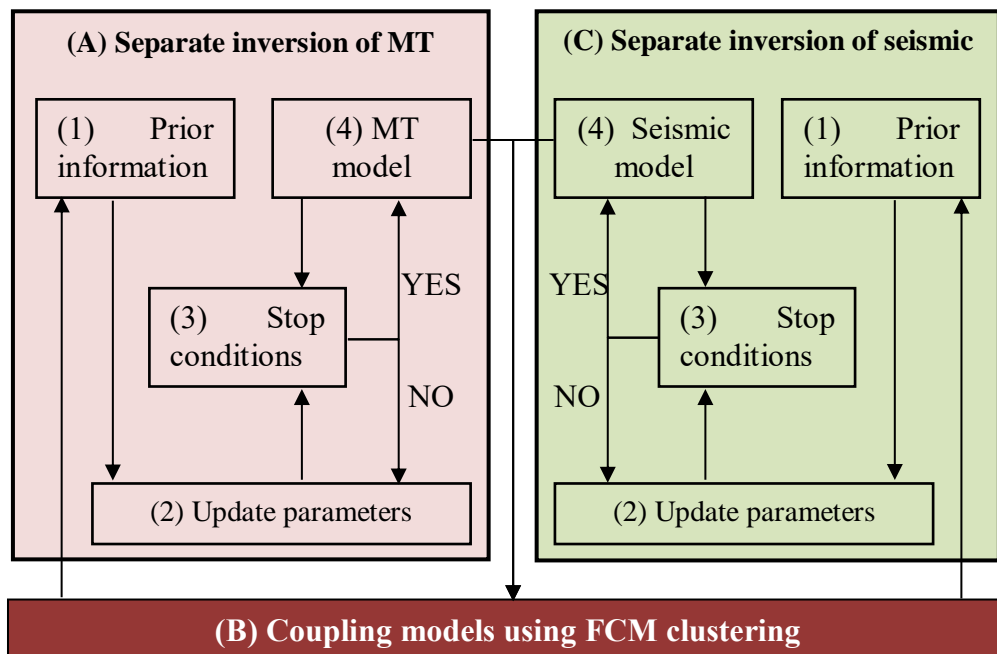 (A) Separate inversion of MT
(1) Prior
information
(4) MT
model
YES
(3) Stop
conditions
NO
(2) Update parameters
(C) Separate inversion of seismic
(4) Seismic
model
(1) Prior
information
YES
(3) Stop
conditions
NO
(2) Update parameters
(B) Coupling models using FCM clustering